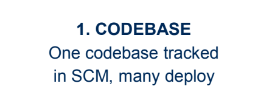 1. CODEBASE
One codebase tracked
in SCM, many deploy